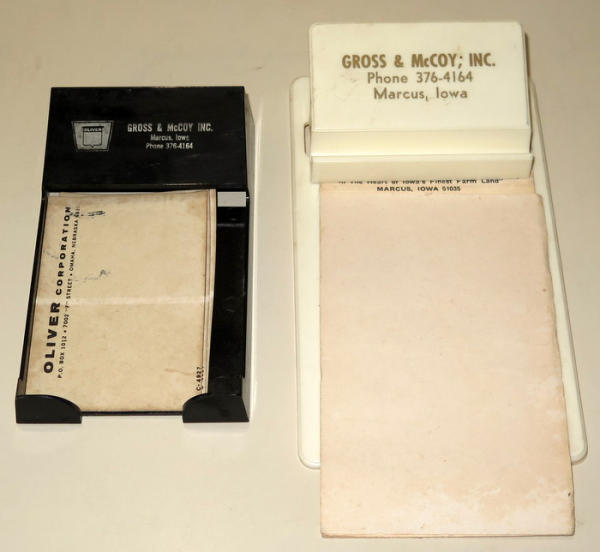 OLIVER
GROSS & McCOY INC.
Marcus, Iowa
Phone 376-4164
OLIVER CORPORATION
P.O. BOX 1012 • 7002 "F" STREET • OMAHA, NEBRASKA
C-4927
GROSS & McCOY, INC.
Phone 376-4164
Marcus, Iowa
"In The Heart of Iowa's Finest Farm Land"
MARCUS, IOWA 51035